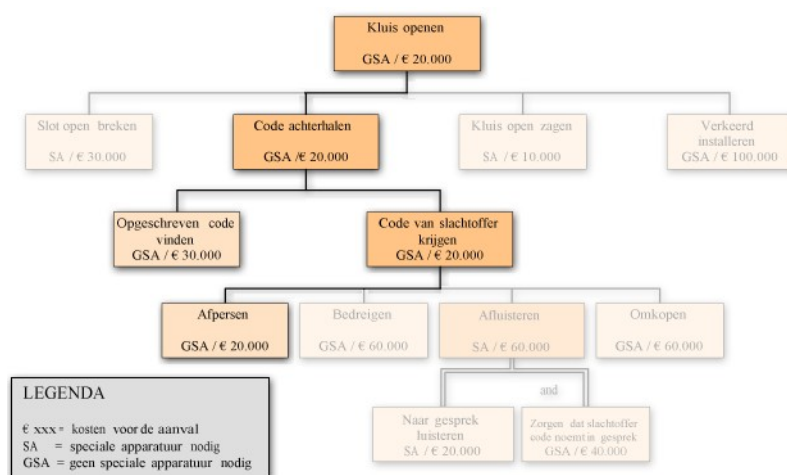 Kluis openen
GSA / € 20.000
Slot open breken
SA / € 30.000
Code achterhalen
GSA /€ 20.000
Kluis open zagen
SA / € 10.000
Verkeerd
installeren
GSA / € 100.000
Opgeschreven code
vinden
GSA / € 30.000
Code van slachtoffer
krijgen
GSA / € 20.000
Afpersen
GSA / € 20.000
Bedreigen
GSA / € 60.000
Afluisteren
SA / € 60.000
Omkopen
GSA / € 60.000
and
Naar gesprek
luisteren
SA / € 20.000
Zorgen dat slachtoffer
code noemt in gesprek
GSA / € 40.000
LEGENDA
€ xxx = kosten voor de aanval
SA = speciale apparatuur nodig
GSA = geen speciale apparatuur nodig